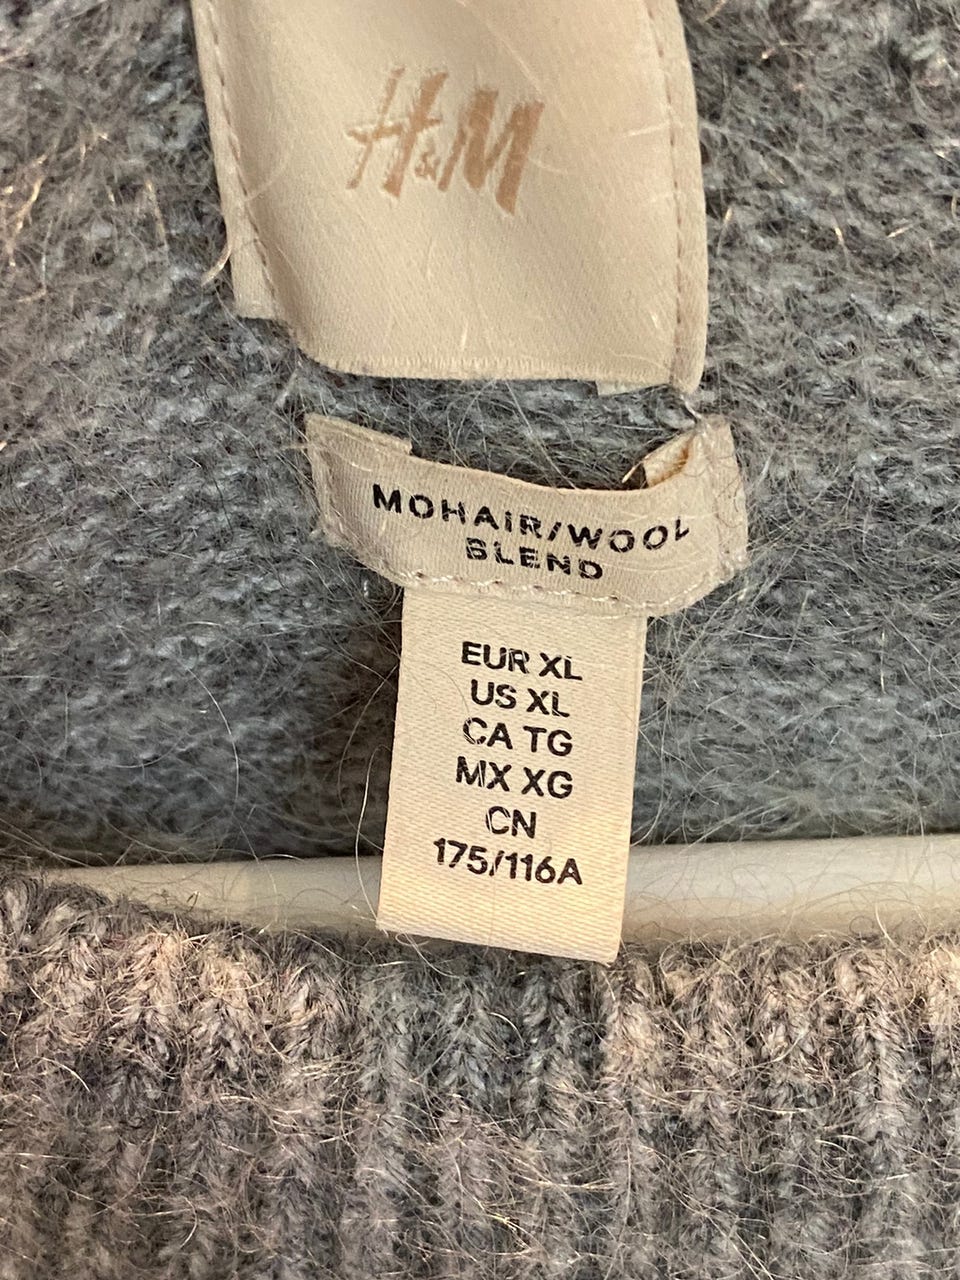 H&M
MOHAIR/WOOL
BLEND
EUR XL
US XL
CA TG
MX XG
CN
175/116A